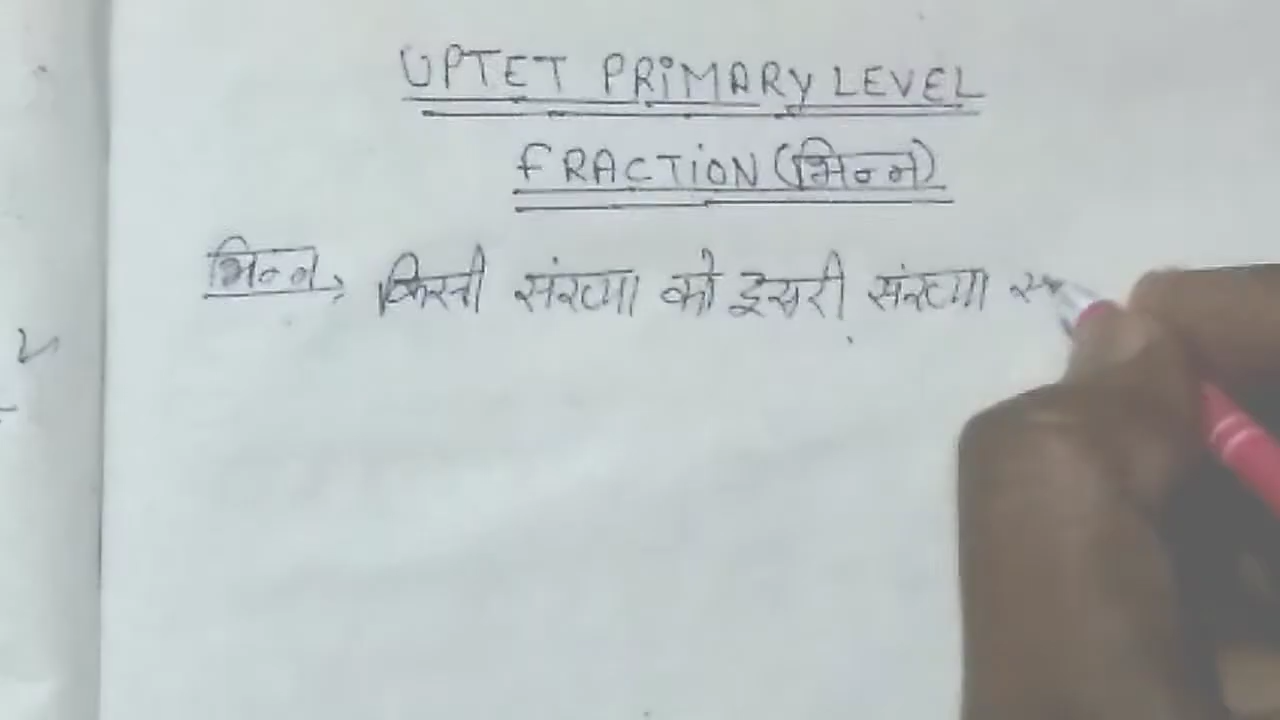 UPTET PRIMARY LEVEL
FRACTION (भिन्न)
भिन्न, किसी संख्या को दूसरी संख्या